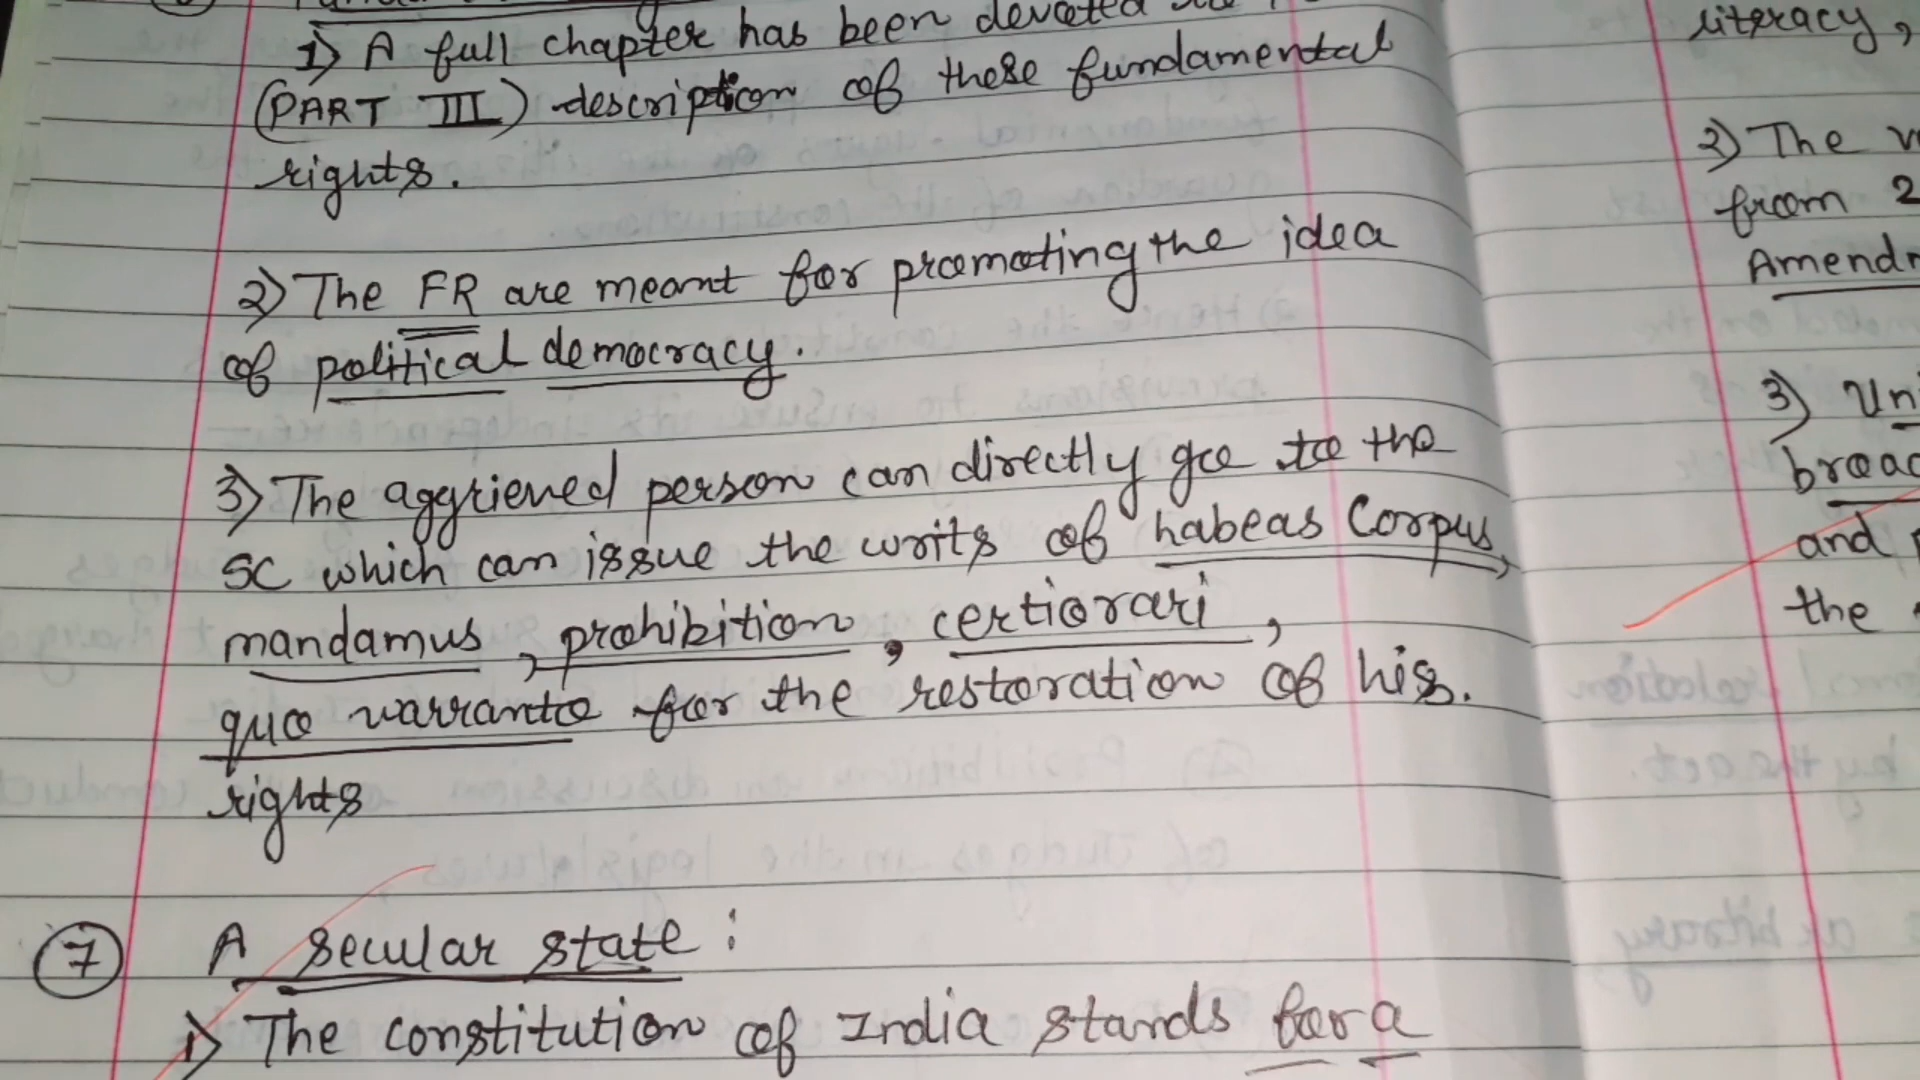 1) A full chapter has been devoted
(PART III) description of these fundamental
rights.
2) The FR are meant for promoting the idea
of political democracy.
3) The aggrieved person can directly go to the
SC which can issue the writs of habeas Corpus,
mandamus, prohibition, certiorari,
quo warranto for the restoration of his.
rights
7 A secular state:
1) The constitution of India stands for a
literacy,
2) The
from 2
Amend
3) Uni
broad
and
the